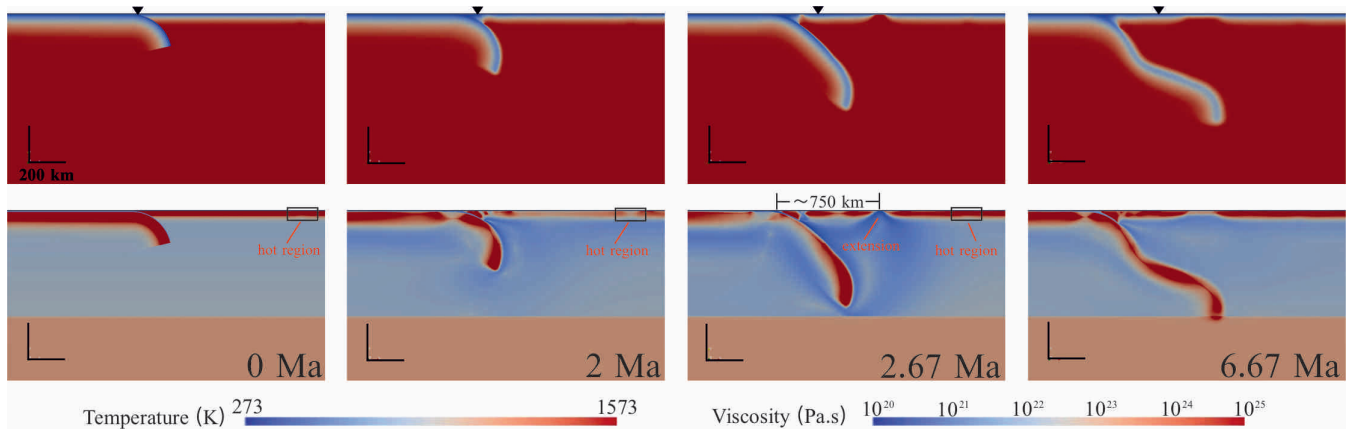 200 km
hot region
hot region
~750 km
extension
hot region
0 Ma
2 Ma
2.67 Ma
6.67 Ma
Temperature (K) 273 1573
Viscosity (Pa.s) 10²⁰ 10²¹ 10²² 10²³ 10²⁴ 10²⁵